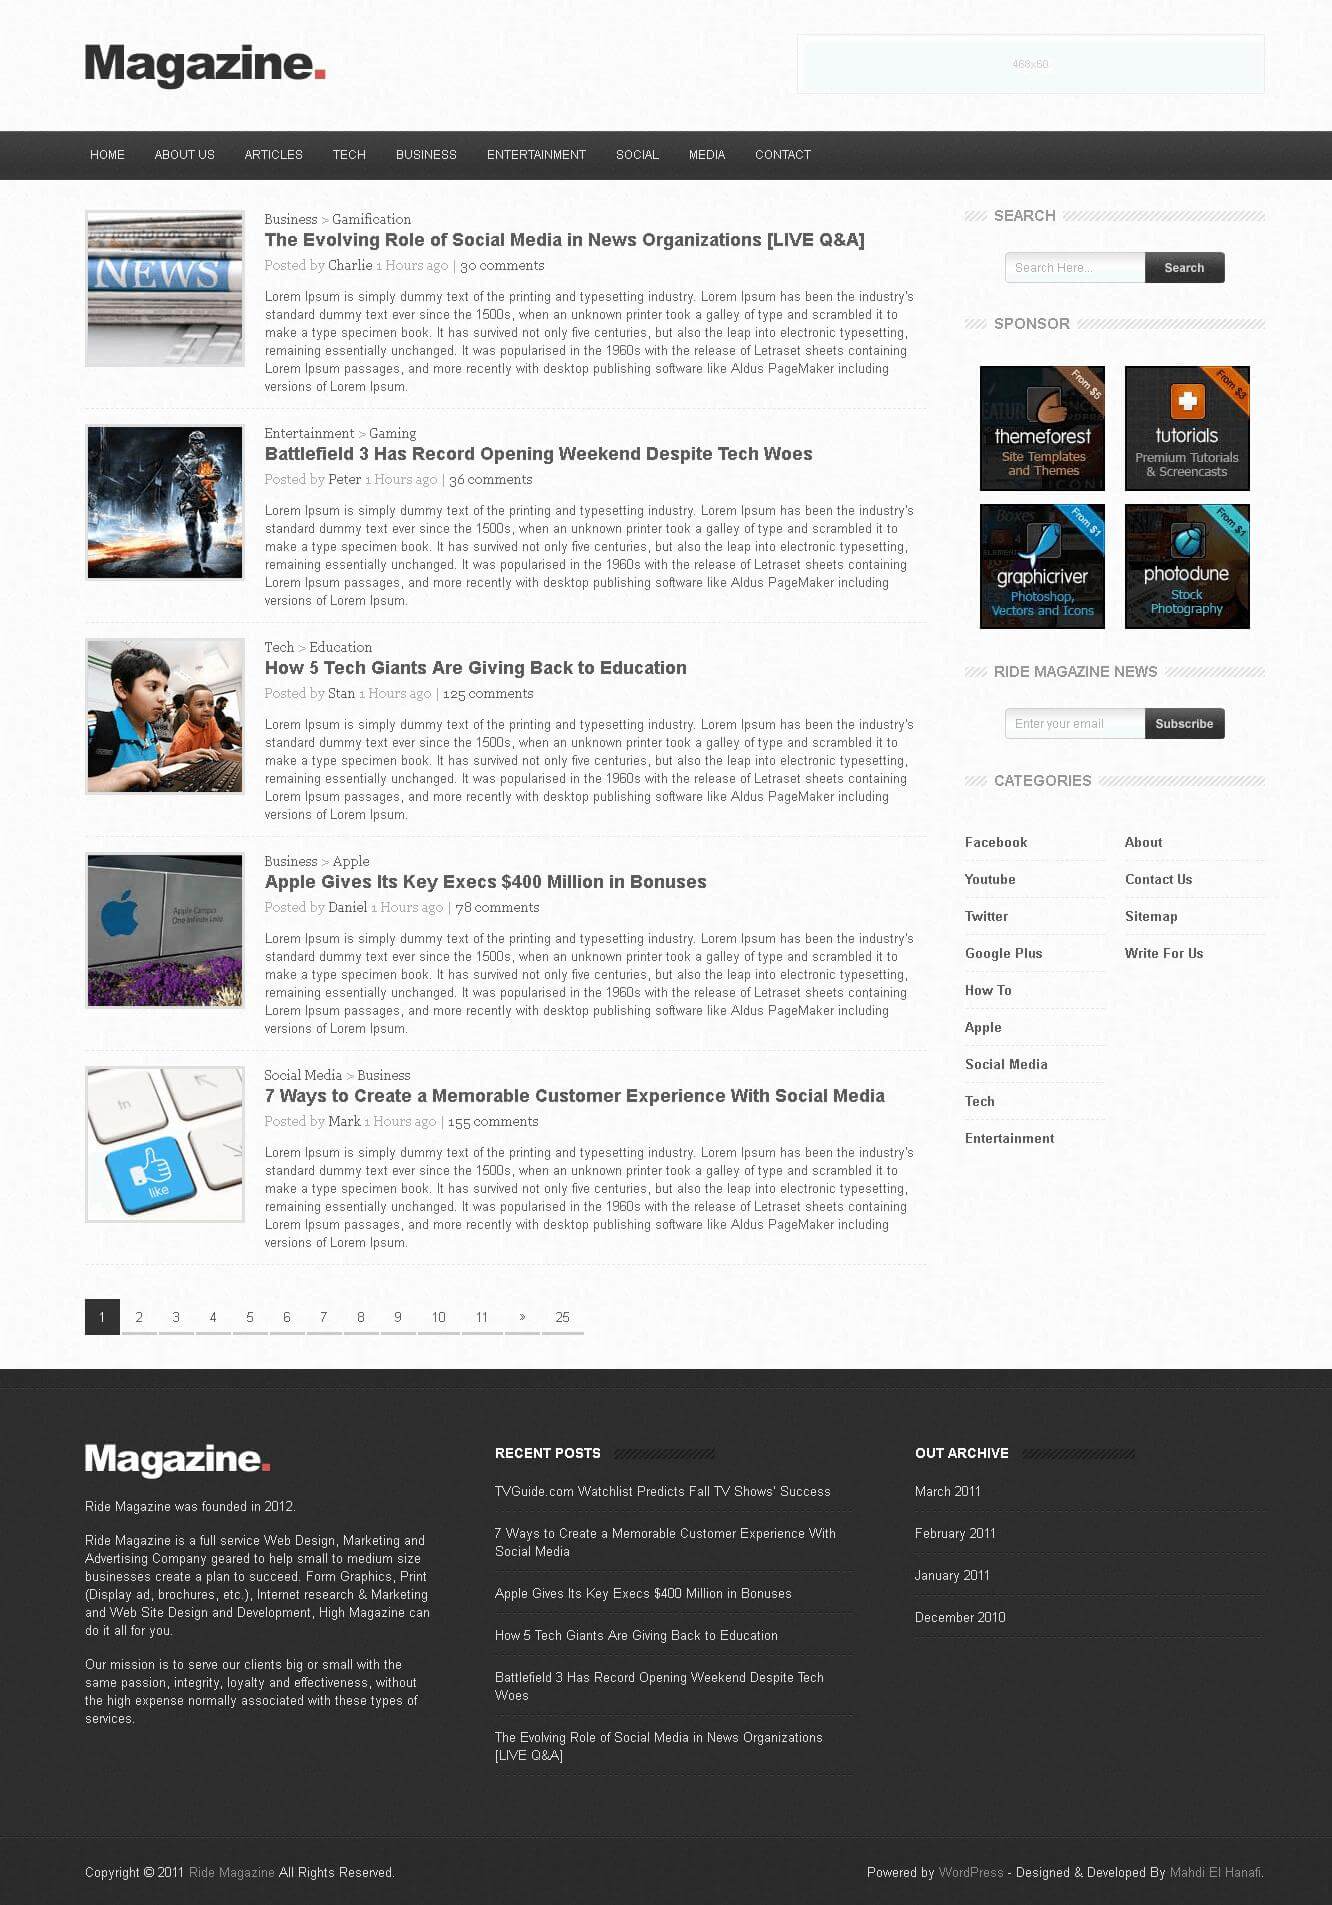 Magazine.
468x60
HOME ABOUT US ARTICLES TECH BUSINESS ENTERTAINMENT SOCIAL MEDIA CONTACT
NEWS
Business > Gamification
The Evolving Role of Social Media in News Organizations [LIVE Q&A]
Posted by Charlie 1 Hours ago | 30 comments
Lorem Ipsum is simply dummy text of the printing and typesetting industry. Lorem Ipsum has been the industry's
standard dummy text ever since the 1500s, when an unknown printer took a galley of type and scrambled it to
make a type specimen book. It has survived not only five centuries, but also the leap into electronic typesetting,
remaining essentially unchanged. It was popularised in the 1960s with the release of Letraset sheets containing
Lorem Ipsum passages, and more recently with desktop publishing software like Aldus PageMaker including
versions of Lorem Ipsum.
Entertainment > Gaming
Battlefield 3 Has Record Opening Weekend Despite Tech Woes
Posted by Peter 1 Hours ago | 36 comments
Lorem Ipsum is simply dummy text of the printing and typesetting industry. Lorem Ipsum has been the industry's
standard dummy text ever since the 1500s, when an unknown printer took a galley of type and scrambled it to
make a type specimen book. It has survived not only five centuries, but also the leap into electronic typesetting,
remaining essentially unchanged. It was popularised in the 1960s with the release of Letraset sheets containing
Lorem Ipsum passages, and more recently with desktop publishing software like Aldus PageMaker including
versions of Lorem Ipsum.
Tech > Education
How 5 Tech Giants Are Giving Back to Education
Posted by Stan 1 Hours ago | 125 comments
Lorem Ipsum is simply dummy text of the printing and typesetting industry. Lorem Ipsum has been the industry's
standard dummy text ever since the 1500s, when an unknown printer took a galley of type and scrambled it to
make a type specimen book. It has survived not only five centuries, but also the leap into electronic typesetting,
remaining essentially unchanged. It was popularised in the 1960s with the release of Letraset sheets containing
Lorem Ipsum passages, and more recently with desktop publishing software like Aldus PageMaker including
versions of Lorem Ipsum.
Apple Campus
One Infinite Loop
Business > Apple
Apple Gives Its Key Execs $400 Million in Bonuses
Posted by Daniel 1 Hours ago | 78 comments
Lorem Ipsum is simply dummy text of the printing and typesetting industry. Lorem Ipsum has been the industry's
standard dummy text ever since the 1500s, when an unknown printer took a galley of type and scrambled it to
make a type specimen book. It has survived not only five centuries, but also the leap into electronic typesetting,
remaining essentially unchanged. It was popularised in the 1960s with the release of Letraset sheets containing
Lorem Ipsum passages, and more recently with desktop publishing software like Aldus PageMaker including
versions of Lorem Ipsum.
like
Social Media > Business
7 Ways to Create a Memorable Customer Experience With Social Media
Posted by Mark 1 Hours ago | 155 comments
Lorem Ipsum is simply dummy text of the printing and typesetting industry. Lorem Ipsum has been the industry's
standard dummy text ever since the 1500s, when an unknown printer took a galley of type and scrambled it to
make a type specimen book. It has survived not only five centuries, but also the leap into electronic typesetting,
remaining essentially unchanged. It was popularised in the 1960s with the release of Letraset sheets containing
Lorem Ipsum passages, and more recently with desktop publishing software like Aldus PageMaker including
versions of Lorem Ipsum.
1 2 3 4 5 6 7 8 9 10 11 » 25
SEARCH
Search Here... Search
SPONSOR
From $5
themeforest
Site Templates
and Themes
From $3
tutorials
Premium Tutorials
& Screencasts
From $1
graphicriver
Photoshop,
Vectors and Icons
From $1
photodune
Stock
Photography
RIDE MAGAZINE NEWS
Enter your email Subscribe
CATEGORIES
Facebook
Youtube
Twitter
Google Plus
How To
Apple
Social Media
Tech
Entertainment
About
Contact Us
Sitemap
Write For Us
Magazine.
Ride Magazine was founded in 2012.
Ride Magazine is a full service Web Design, Marketing and
Advertising Company geared to help small to medium size
businesses create a plan to succeed. Form Graphics, Print
(Display ad, brochures, etc.), Internet research & Marketing
and Web Site Design and Development, High Magazine can
do it all for you.
Our mission is to serve our clients big or small with the
same passion, integrity, loyalty and effectiveness, without
the high expense normally associated with these types of
services.
RECENT POSTS
TVGuide.com Watchlist Predicts Fall TV Shows' Success
7 Ways to Create a Memorable Customer Experience With
Social Media
Apple Gives Its Key Execs $400 Million in Bonuses
How 5 Tech Giants Are Giving Back to Education
Battlefield 3 Has Record Opening Weekend Despite Tech
Woes
The Evolving Role of Social Media in News Organizations
[LIVE Q&A]
OUT ARCHIVE
March 2011
February 2011
January 2011
December 2010
Copyright © 2011 Ride Magazine All Rights Reserved.
Powered by WordPress - Designed & Developed By Mahdi El Hanafi.